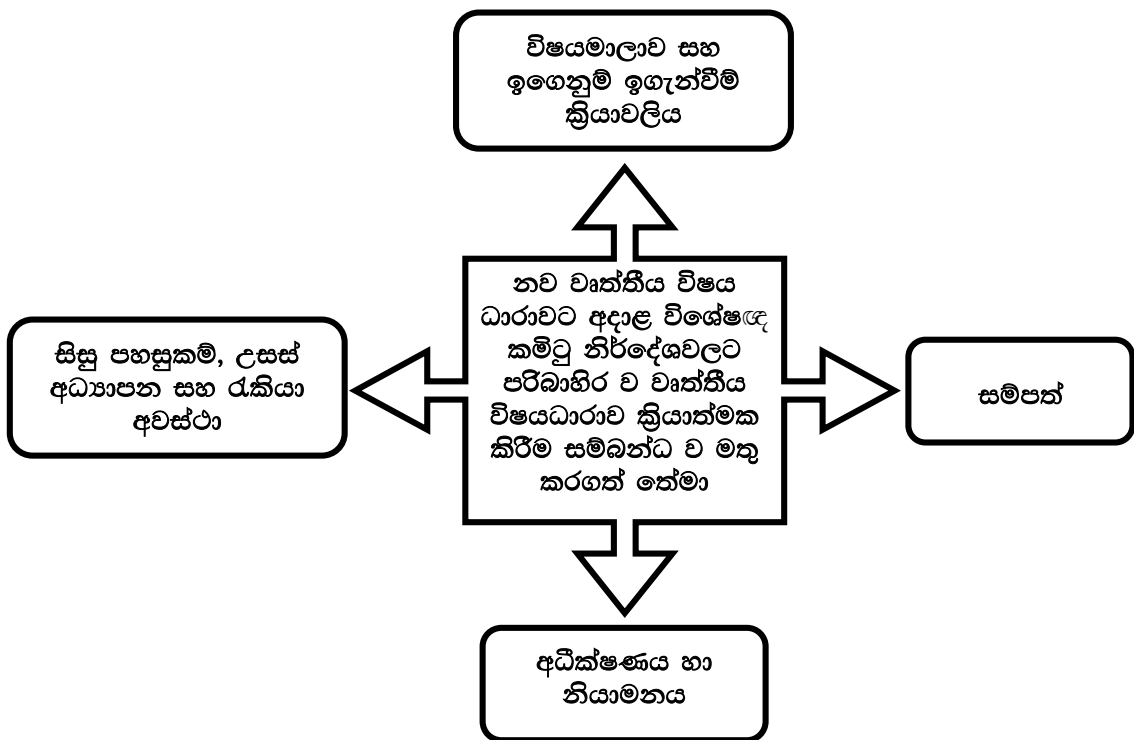 විෂයමාලාව සහ
ඉගෙනුම් ඉගැන්වීම්
ක්‍රියාවලිය
නව වෘත්තීය විෂය
ධාරාවට අදාළ විශේෂඥ
කමිටු නිර්දේශවලට
පරිබාහිර ව වෘත්තීය
විෂයධාරාව ක්‍රියාත්මක
කිරීම සම්බන්ධ ව මතු
කරගත් තේමා
සිසු පහසුකම්, උසස්
අධ්‍යාපන සහ රැකියා
අවස්ථා
සම්පත්
අධීක්ෂණය හා
නියාමනය